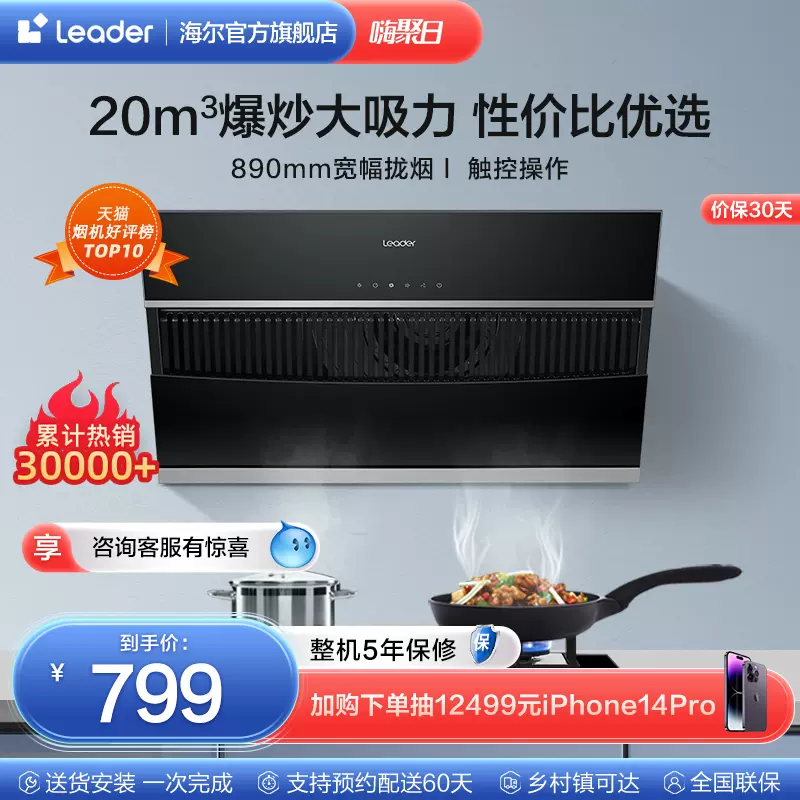 Leader | 海尔官方旗舰店 嗨聚日
20m³爆炒大吸力 性价比优选
890mm宽幅拢烟 | 触控操作
价保30天
天猫
烟机好评榜
TOP10
Leader
累计热销
30000+
享 咨询客服有惊喜
到手价:
¥799
整机5年保修 保
加购下单抽12499元iPhone14Pro
送货安装 一次完成 支持预约配送60天 乡村镇可达 全国联保